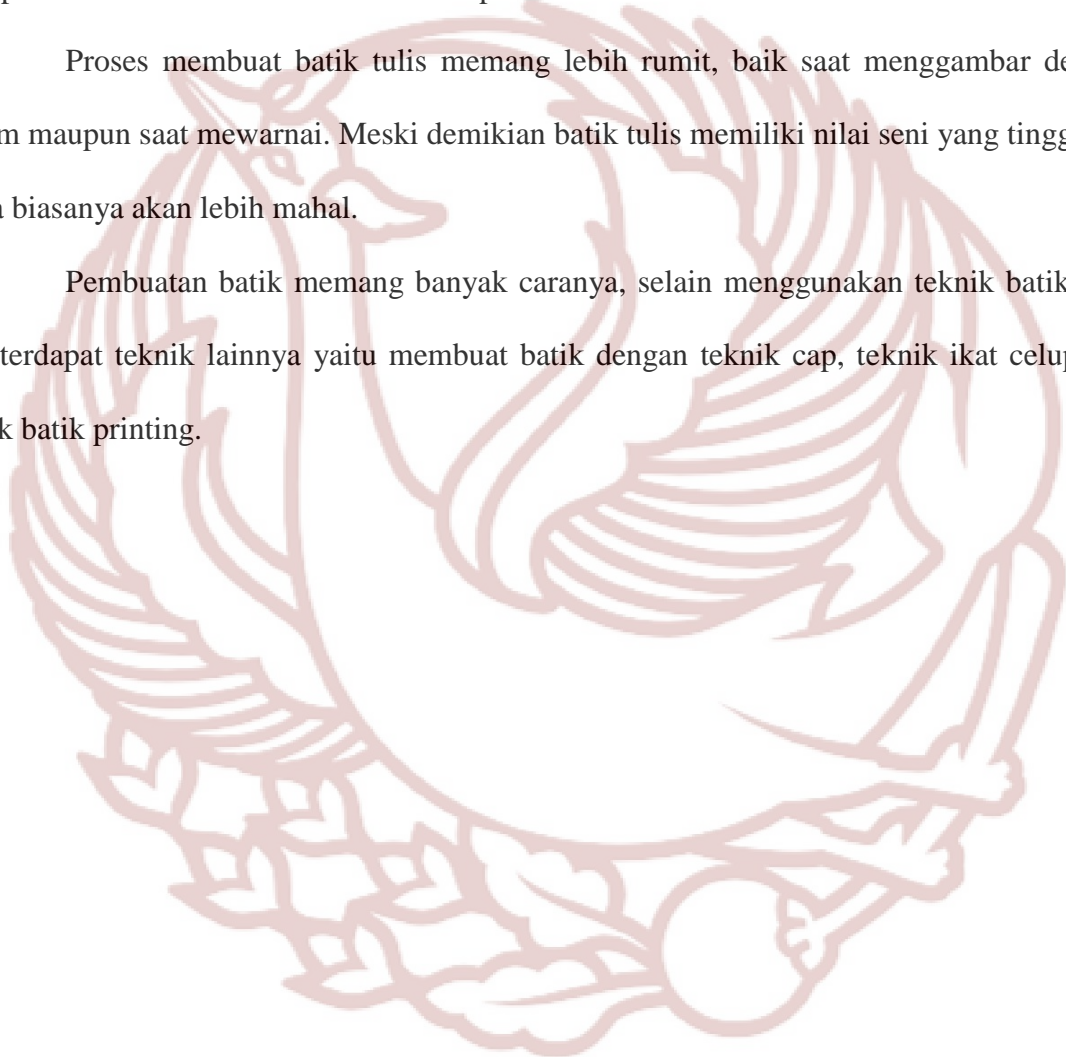 Proses membuat batik tulis memang lebih rumit, baik saat menggambar de
m maupun saat mewarnai. Meski demikian batik tulis memiliki nilai seni yang tingg
a biasanya akan lebih mahal.
Pembuatan batik memang banyak caranya, selain menggunakan teknik batik
terdapat teknik lainnya yaitu membuat batik dengan teknik cap, teknik ikat celup
k batik printing.